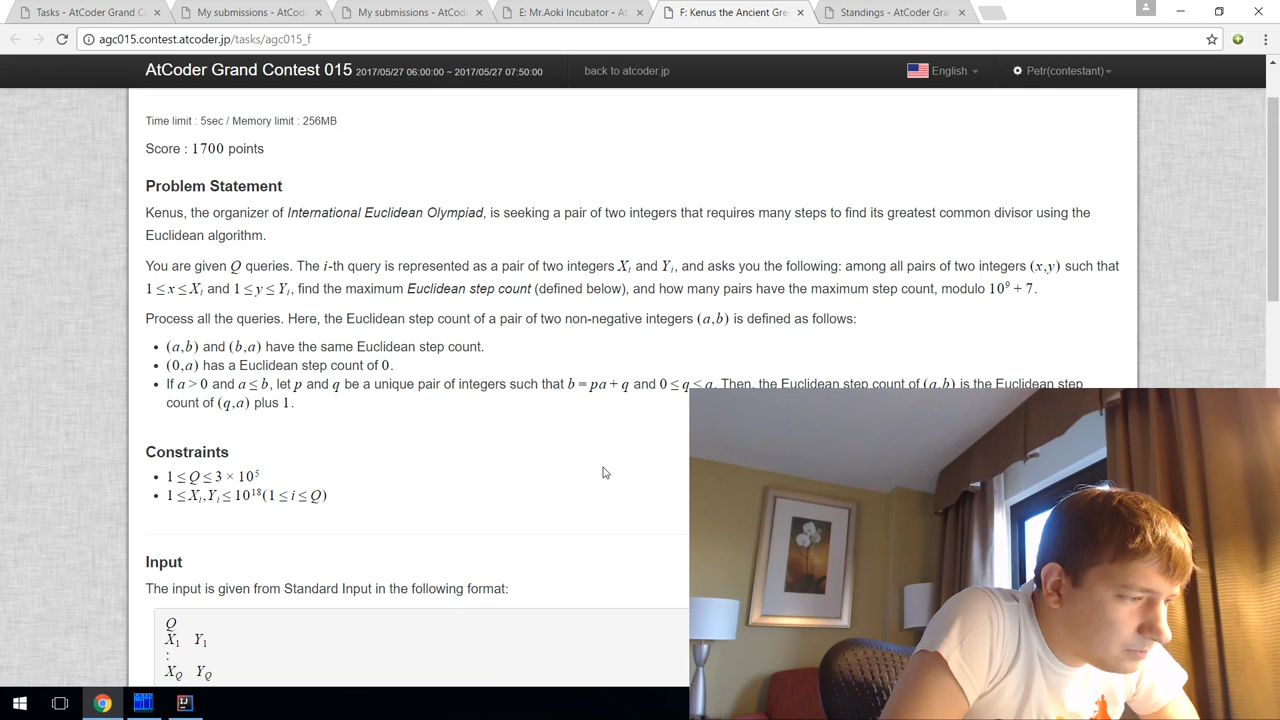 Tasks - AtCoder Grand C
My submissions - AtCod
My submissions - AtCod
E: Mr.Aoki Incubator - A
F: Kenus the Ancient Gre
Standings - AtCoder Gra
agc015.contest.atcoder.jp/tasks/agc015_f
AtCoder Grand Contest 015 2017/05/27 06:00:00 ~ 2017/05/27 07:50:00
back to atcoder.jp
English
Petr(contestant)
Time limit : 5sec / Memory limit : 256MB
Score : 1700 points
Problem Statement
Kenus, the organizer of International Euclidean Olympiad, is seeking a pair of two integers that requires many steps to find its greatest common divisor using the
Euclidean algorithm.
You are given Q queries. The i-th query is represented as a pair of two integers Xi and Yi, and asks you the following: among all pairs of two integers (x,y) such that
1 ≤ x ≤ Xi and 1 ≤ y ≤ Yi, find the maximum Euclidean step count (defined below), and how many pairs have the maximum step count, modulo 10^9 + 7.
Process all the queries. Here, the Euclidean step count of a pair of two non-negative integers (a,b) is defined as follows:
• (a,b) and (b,a) have the same Euclidean step count.
• (0,a) has a Euclidean step count of 0.
• If a > 0 and a ≤ b, let p and q be a unique pair of integers such that b = pa + q and 0 ≤ q < a. Then, the Euclidean step count of (a,b) is the Euclidean step
count of (q,a) plus 1.
Constraints
• 1 ≤ Q ≤ 3 × 10^5
• 1 ≤ Xi,Yi ≤ 10^18(1 ≤ i ≤ Q)
Input
The input is given from Standard Input in the following format:
Q
X1 Y1
:
XQ YQ